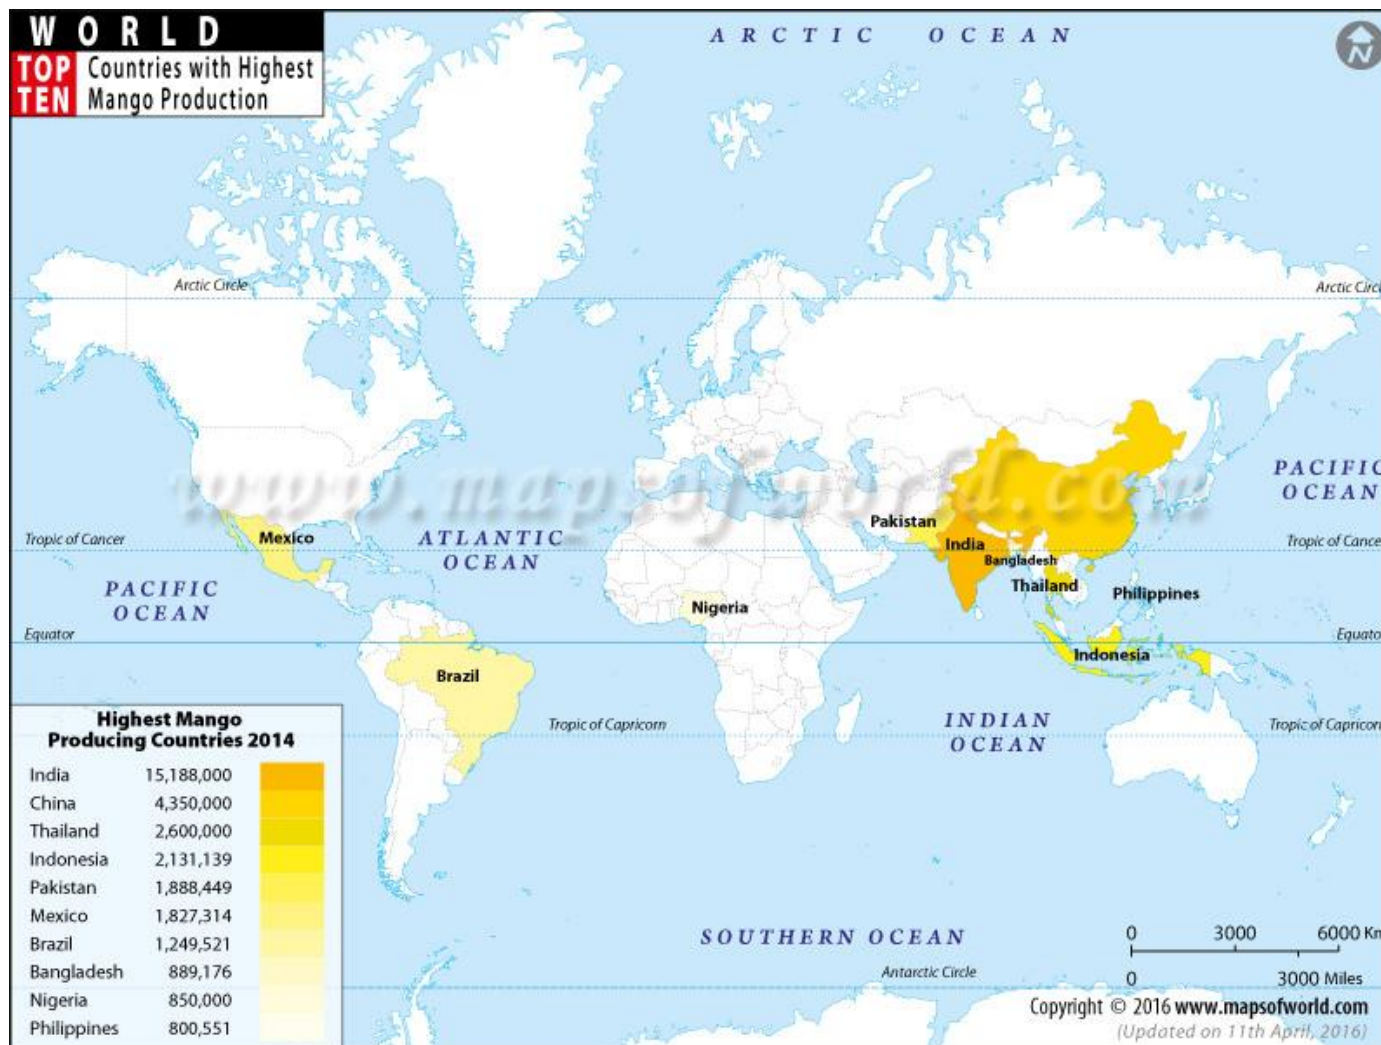 WORLD
TOP TEN
Countries with Highest
Mango Production
ARCTIC OCEAN
N
Arctic Circle
Arctic Circl
www.mapsofworld.com
PACIFIC
OCEAN
Pakistan
Mexico
ATLANTIC
OCEAN
Tropic of Cancer
Tropic of Cance
India
Bangladesh
Thailand
Philippines
PACIFIC
OCEAN
Nigeria
Equator
Equato
Indonesia
Brazil
Tropic of Capricorn
Tropic of Capricorn
INDIAN
OCEAN
Highest Mango
Producing Countries 2014
India 15,188,000
China 4,350,000
Thailand 2,600,000
Indonesia 2,131,139
Pakistan 1,888,449
Mexico 1,827,314
Brazil 1,249,521
Bangladesh 889,176
Nigeria 850,000
Philippines 800,551
SOUTHERN OCEAN
Antarctic Circle
0 3000 6000 Km
0 3000 Miles
Copyright © 2016 www.mapsofworld.com
(Updated on 11th April, 2016)